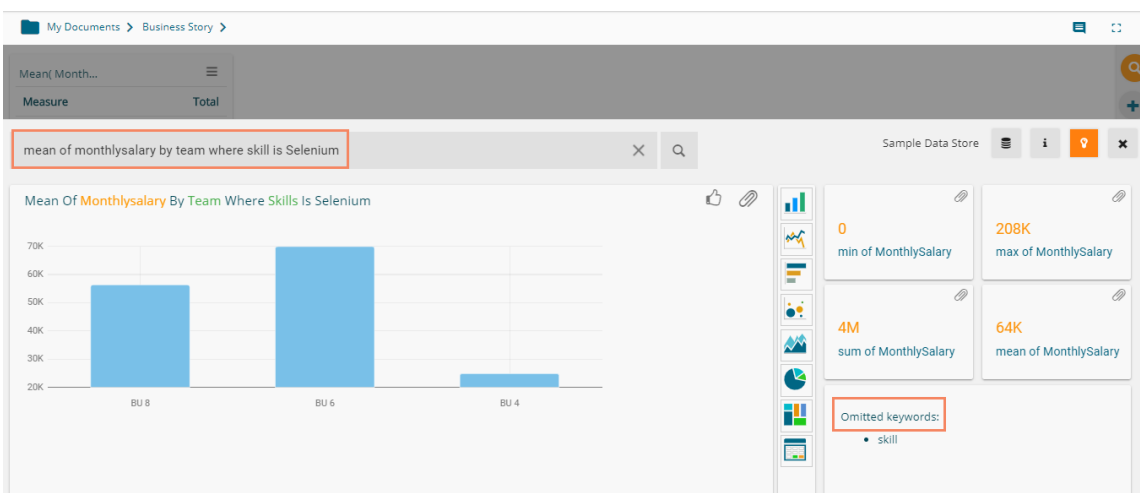 My Documents > Business Story >
Mean( Month...
Measure Total
mean of monthlysalary by team where skill is Selenium
Sample Data Store
i
Mean Of Monthlysalary By Team Where Skills Is Selenium
70K
60K
50K
40K
30K
20K
BU 8 BU 6 BU 4
0
min of MonthlySalary
208K
max of MonthlySalary
4M
sum of MonthlySalary
64K
mean of MonthlySalary
Omitted keywords:
• skill